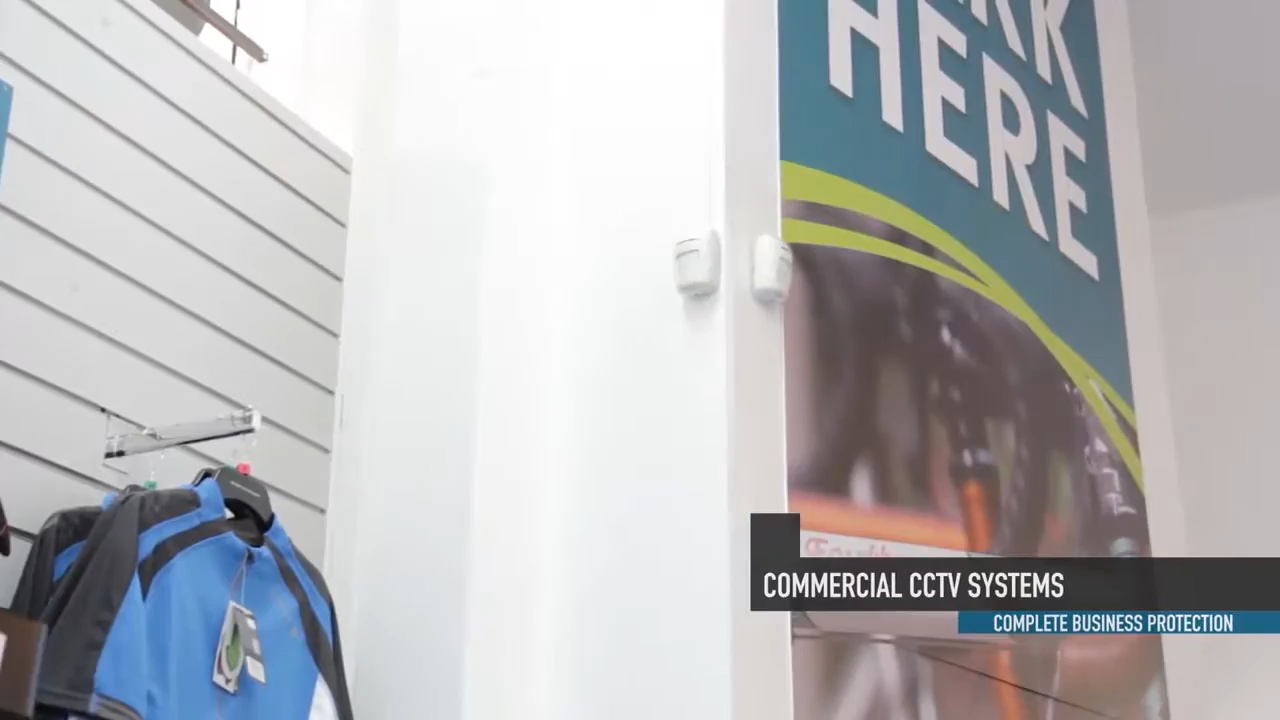 HERE
COMMERCIAL CCTV SYSTEMS
COMPLETE BUSINESS PROTECTION